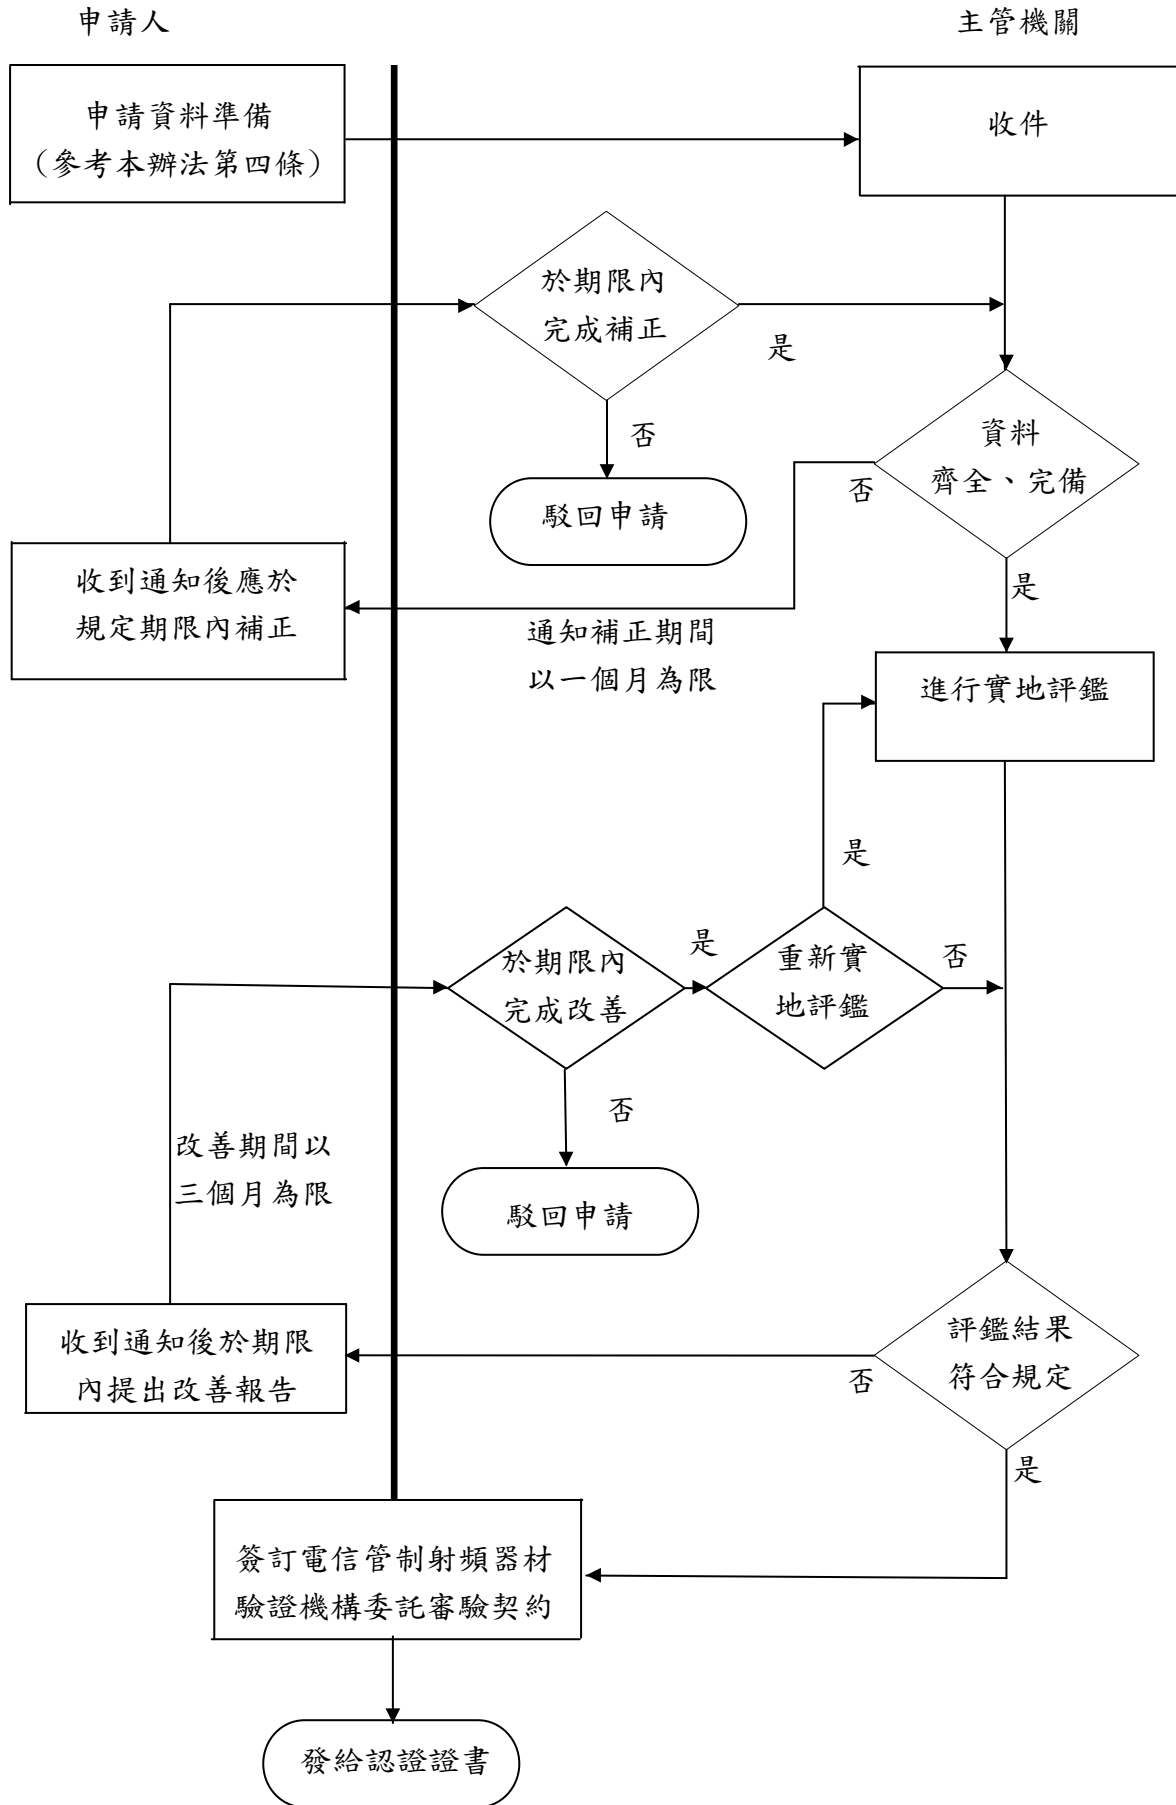 申請人
主管機關
申請資料準備
（參考本辦法第四條）
收件
於期限內
完成補正
是
否
駁回申請
資料
齊全、完備
否
是
收到通知後應於
規定期限內補正
通知補正期間
以一個月為限
進行實地評鑑
是
於期限內
完成改善
是
重新實
地評鑑
否
否
改善期間以
三個月為限
駁回申請
收到通知後於期限
內提出改善報告
評鑑結果
符合規定
否
是
簽訂電信管制射頻器材
驗證機構委託審驗契約
發給認證證書